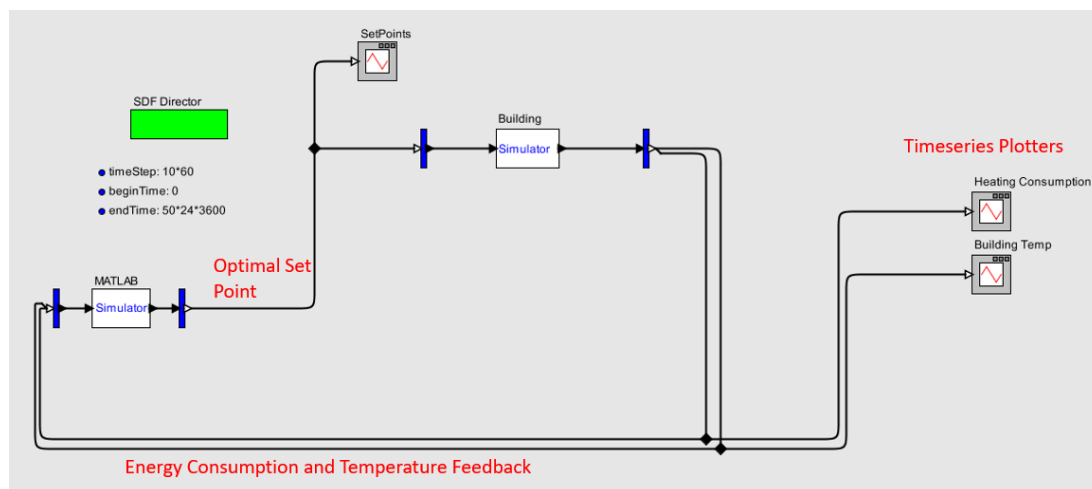 SetPoints
SDF Director
Building
Simulator
Timeseries Plotters
timeStep: 10*60
beginTime: 0
endTime: 50*24*3600
Heating Consumption
Building Temp
Optimal Set
Point
MATLAB
Simulator
Energy Consumption and Temperature Feedback